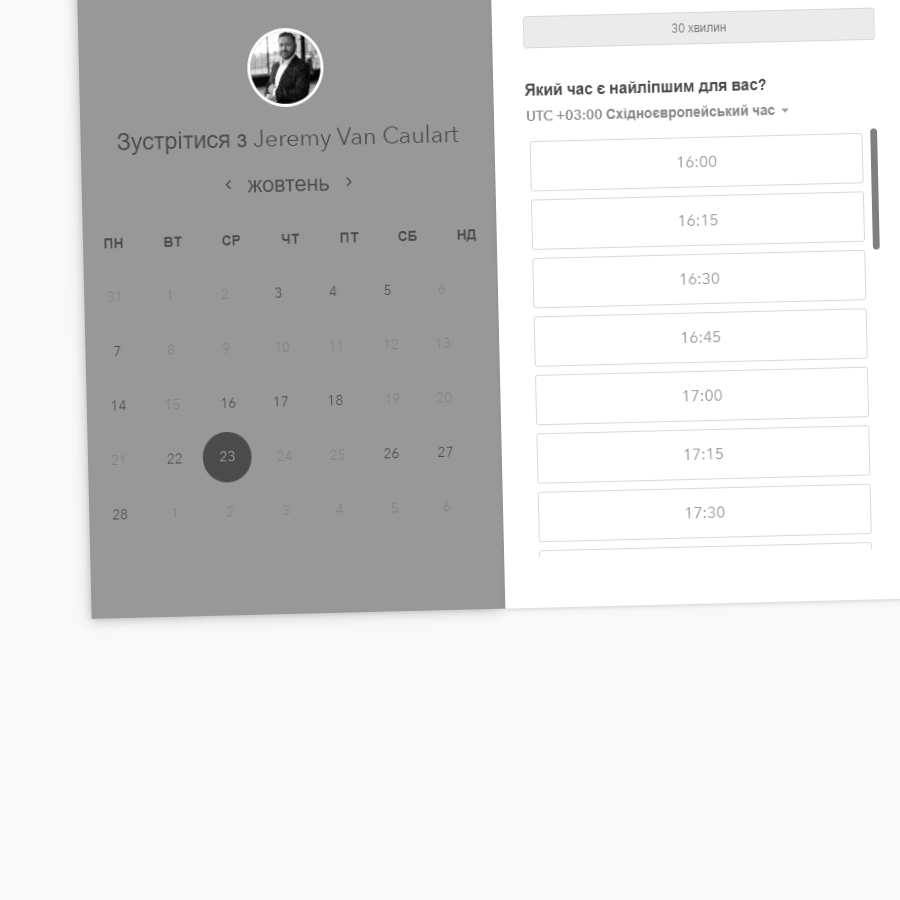 Зустрітися з Jeremy Van Caulart
жовтень
ПН ВТ СР ЧТ ПТ СБ НД
31 1 2 3 4 5 6
7 8 9 10 11 12 13
14 15 16 17 18 19 20
21 22 23 24 25 26 27
28 1 2 3 4 5 6
30 хвилин
Який час є найліпшим для вас?
UTC +03:00 Східноєвропейський час
16:00
16:15
16:30
16:45
17:00
17:15
17:30